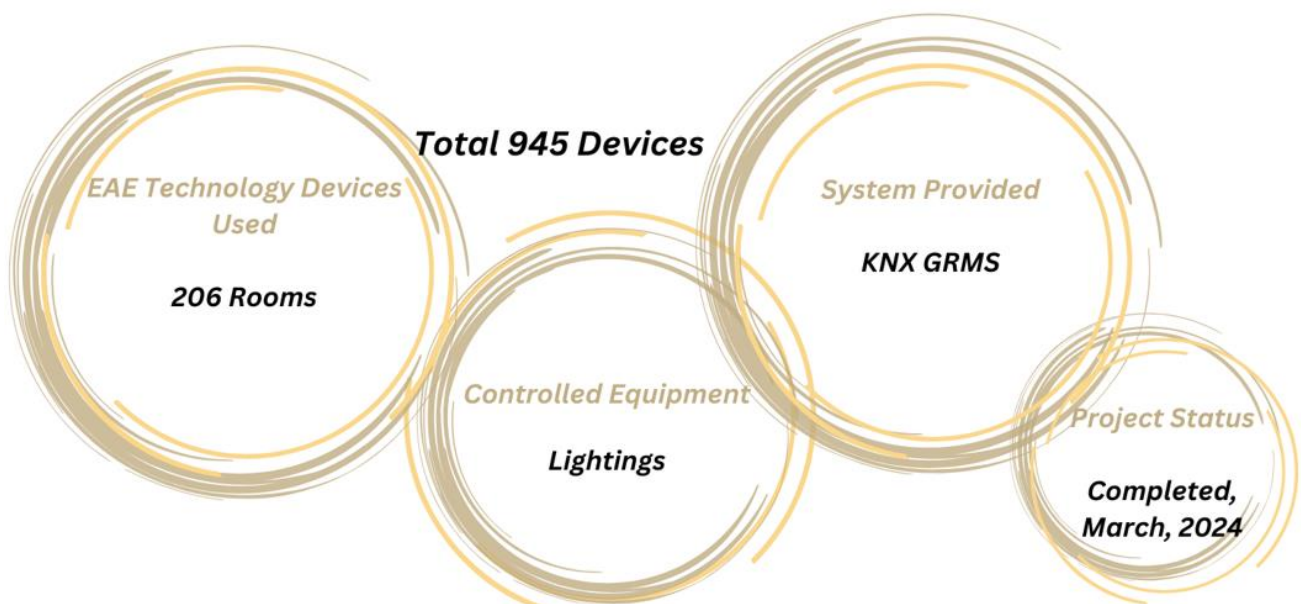 Total 945 Devices
EAE Technology Devices
Used
206 Rooms
Controlled Equipment
Lightings
System Provided
KNX GRMS
Project Status
Completed,
March, 2024